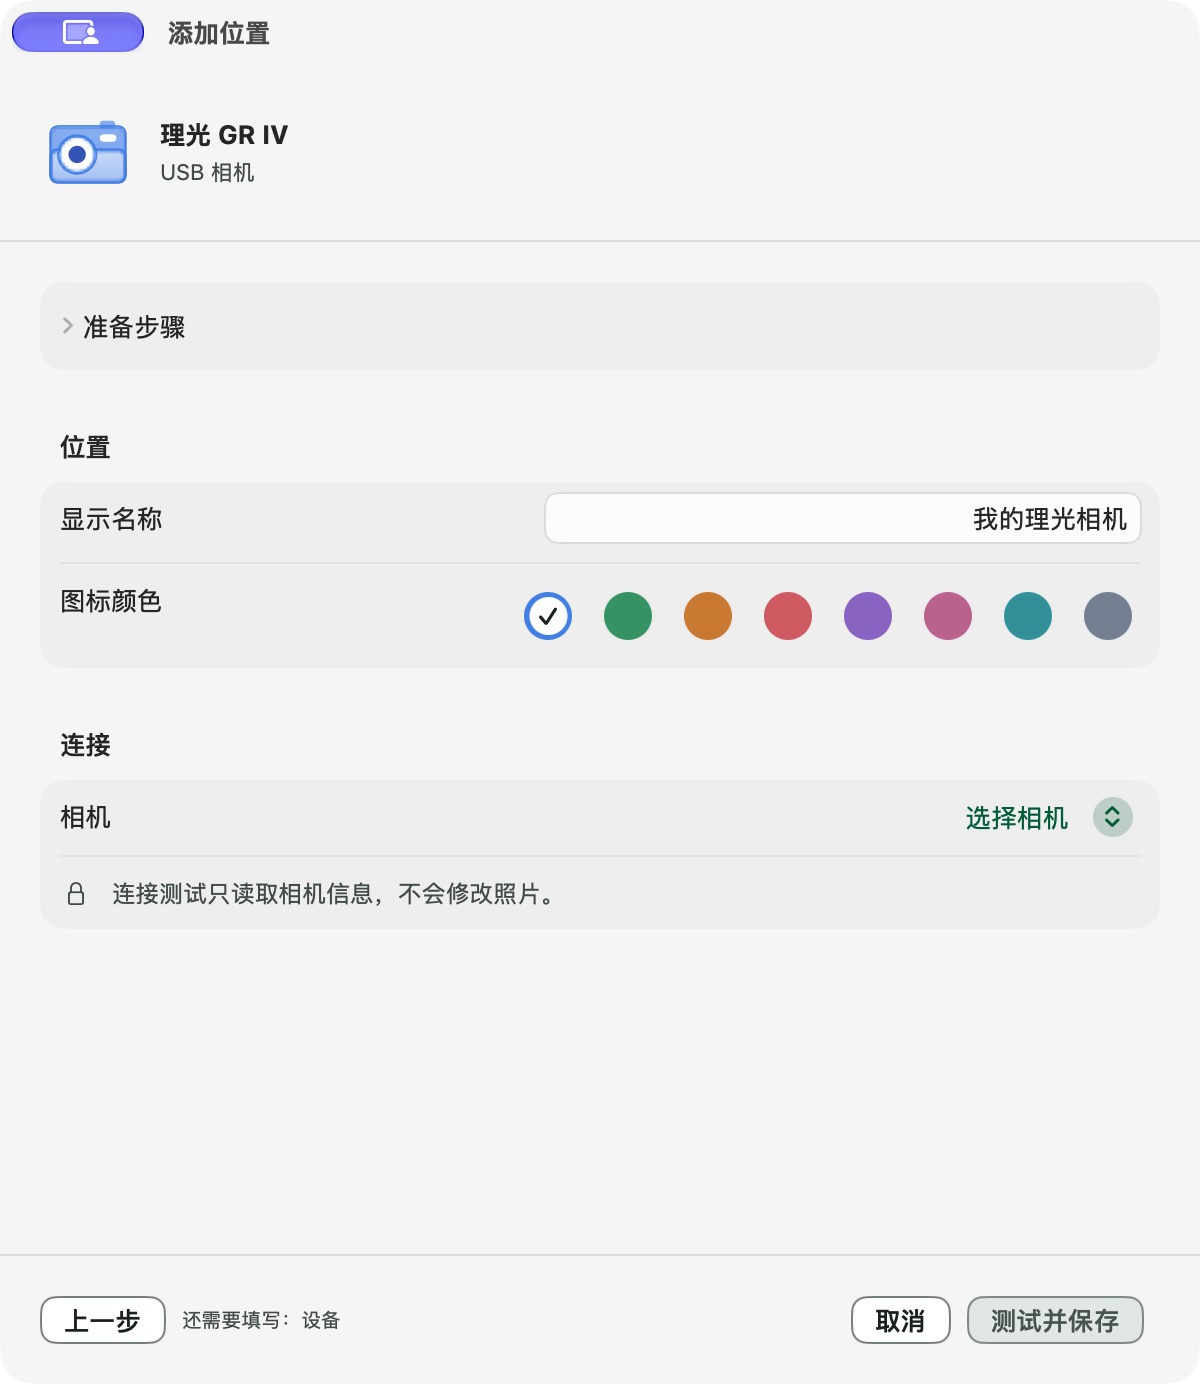 添加位置
理光 GR IV
USB 相机
准备步骤
位置
显示名称
我的理光相机
图标颜色
连接
相机
选择相机
连接测试只读取相机信息，不会修改照片。
上一步
还需要填写：设备
取消
测试并保存